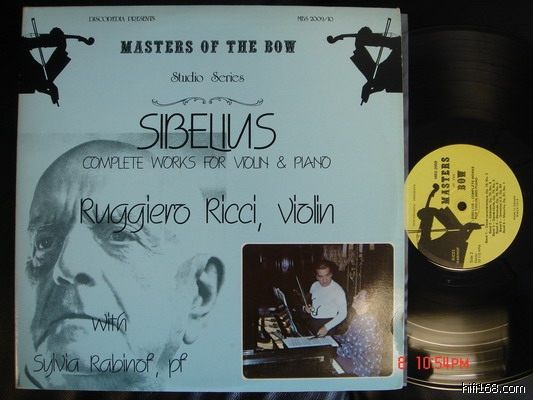 DISCOPÆDIA PRESENTS
MBS 2009/10
MASTERS OF THE BOW
Studio Series
SIBELIUS
COMPLETE WORKS FOR VIOLIN & PIANO
Ruggiero Ricci, violin
with
Sylvia Rabinof, pf
MASTERS
BOW
8 10:54PM
hifi168.com